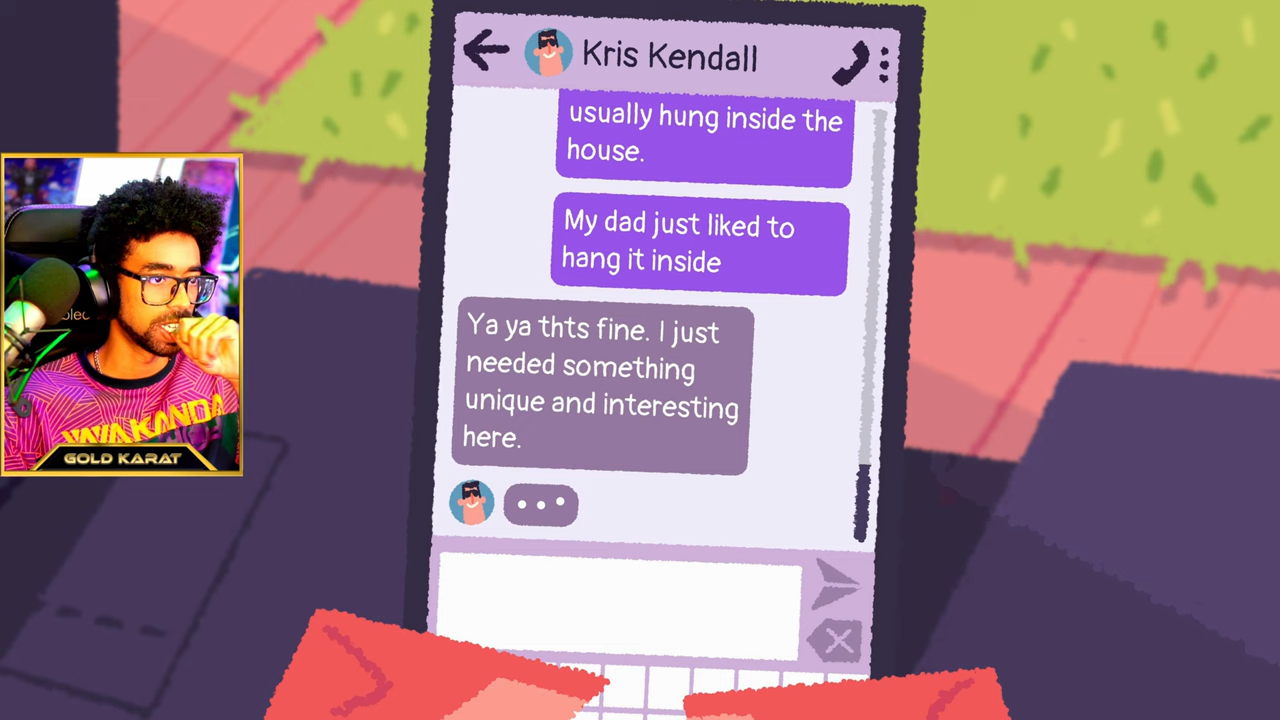 Kris Kendall
usually hung inside the
house.
My dad just liked to
hang it inside
Ya ya thts fine. I just
needed something
unique and interesting
here.
WAKANDA
GOLD KARAT